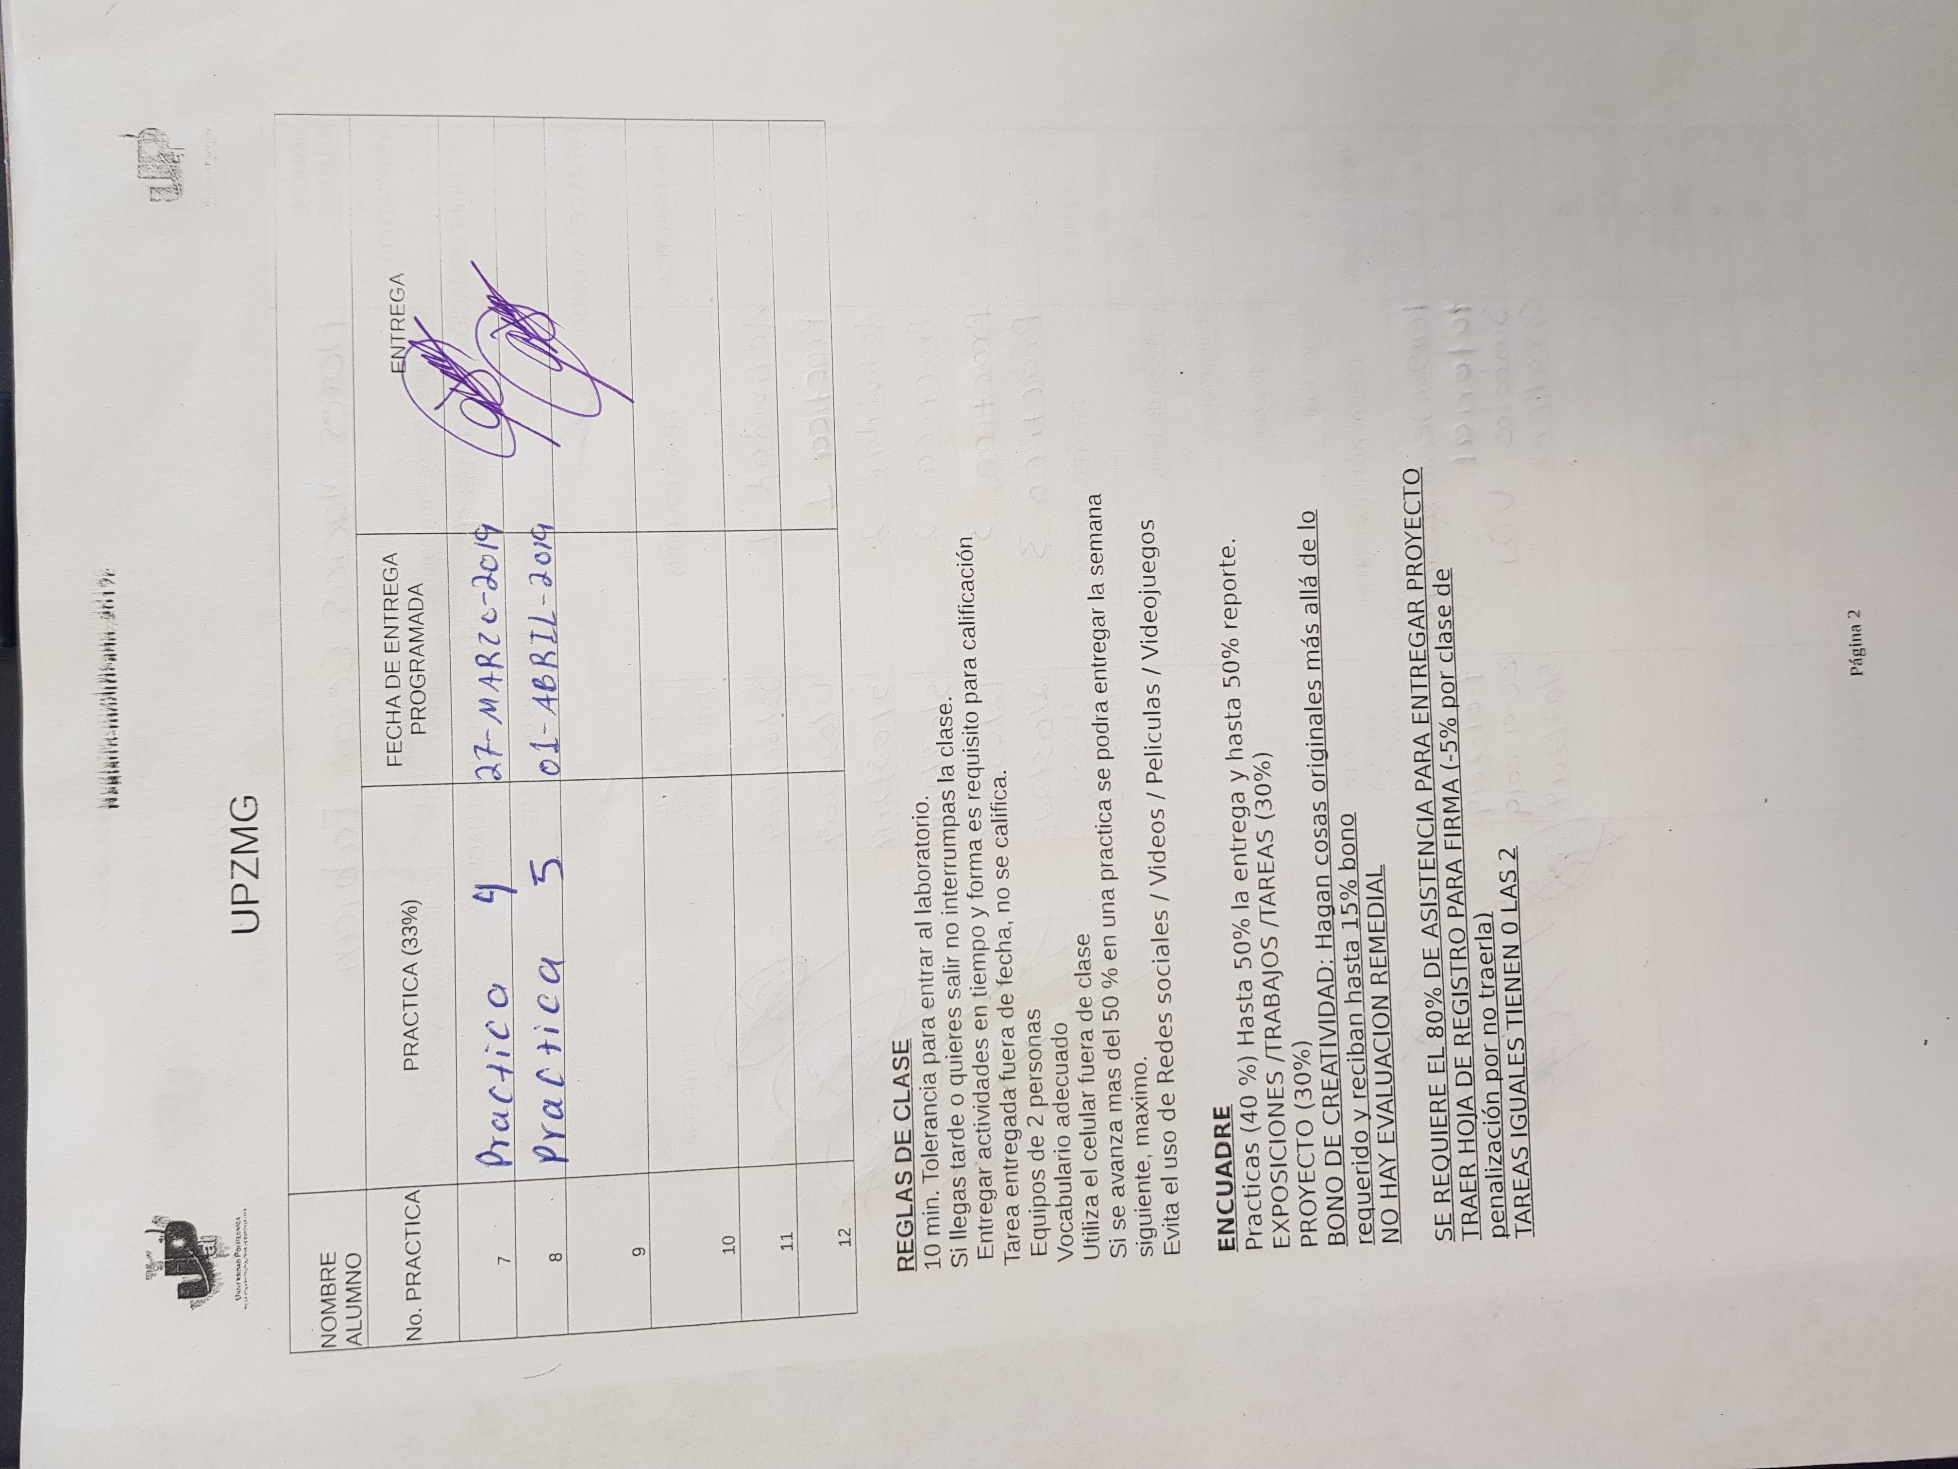 UPZMG
NOMBRE
ALUMNO
No. PRACTICA PRACTICA (33%) FECHA DE ENTREGA PROGRAMADA ENTREGA
7 Practica 4 27-MARZO-2019
8 Practica 5 01-ABRIL-2019
9
10
11
12
REGLAS DE CLASE
10 min. Tolerancia para entrar al laboratorio.
Si llegas tarde o quieres salir no interrumpas la clase.
Entregar actividades en tiempo y forma es requisito para calificación
Tarea entregada fuera de fecha, no se califica.
Equipos de 2 personas
Vocabulario adecuado
Utiliza el celular fuera de clase
Si se avanza mas del 50 % en una practica se podra entregar la semana
siguiente, maximo.
Evita el uso de Redes sociales / Videos / Peliculas / Videojuegos
ENCUADRE
Practicas (40 %) Hasta 50% la entrega y hasta 50% reporte.
EXPOSICIONES /TRABAJOS /TAREAS (30%)
PROYECTO (30%)
BONO DE CREATIVIDAD: Hagan cosas originales más allá de lo
requerido y reciban hasta 15% bono
NO HAY EVALUACION REMEDIAL
SE REQUIERE EL 80% DE ASISTENCIA PARA ENTREGAR PROYECTO
TRAER HOJA DE REGISTRO PARA FIRMA (-5% por clase de
penalización por no traerla)
TAREAS IGUALES TIENEN 0 LAS 2
Página 2